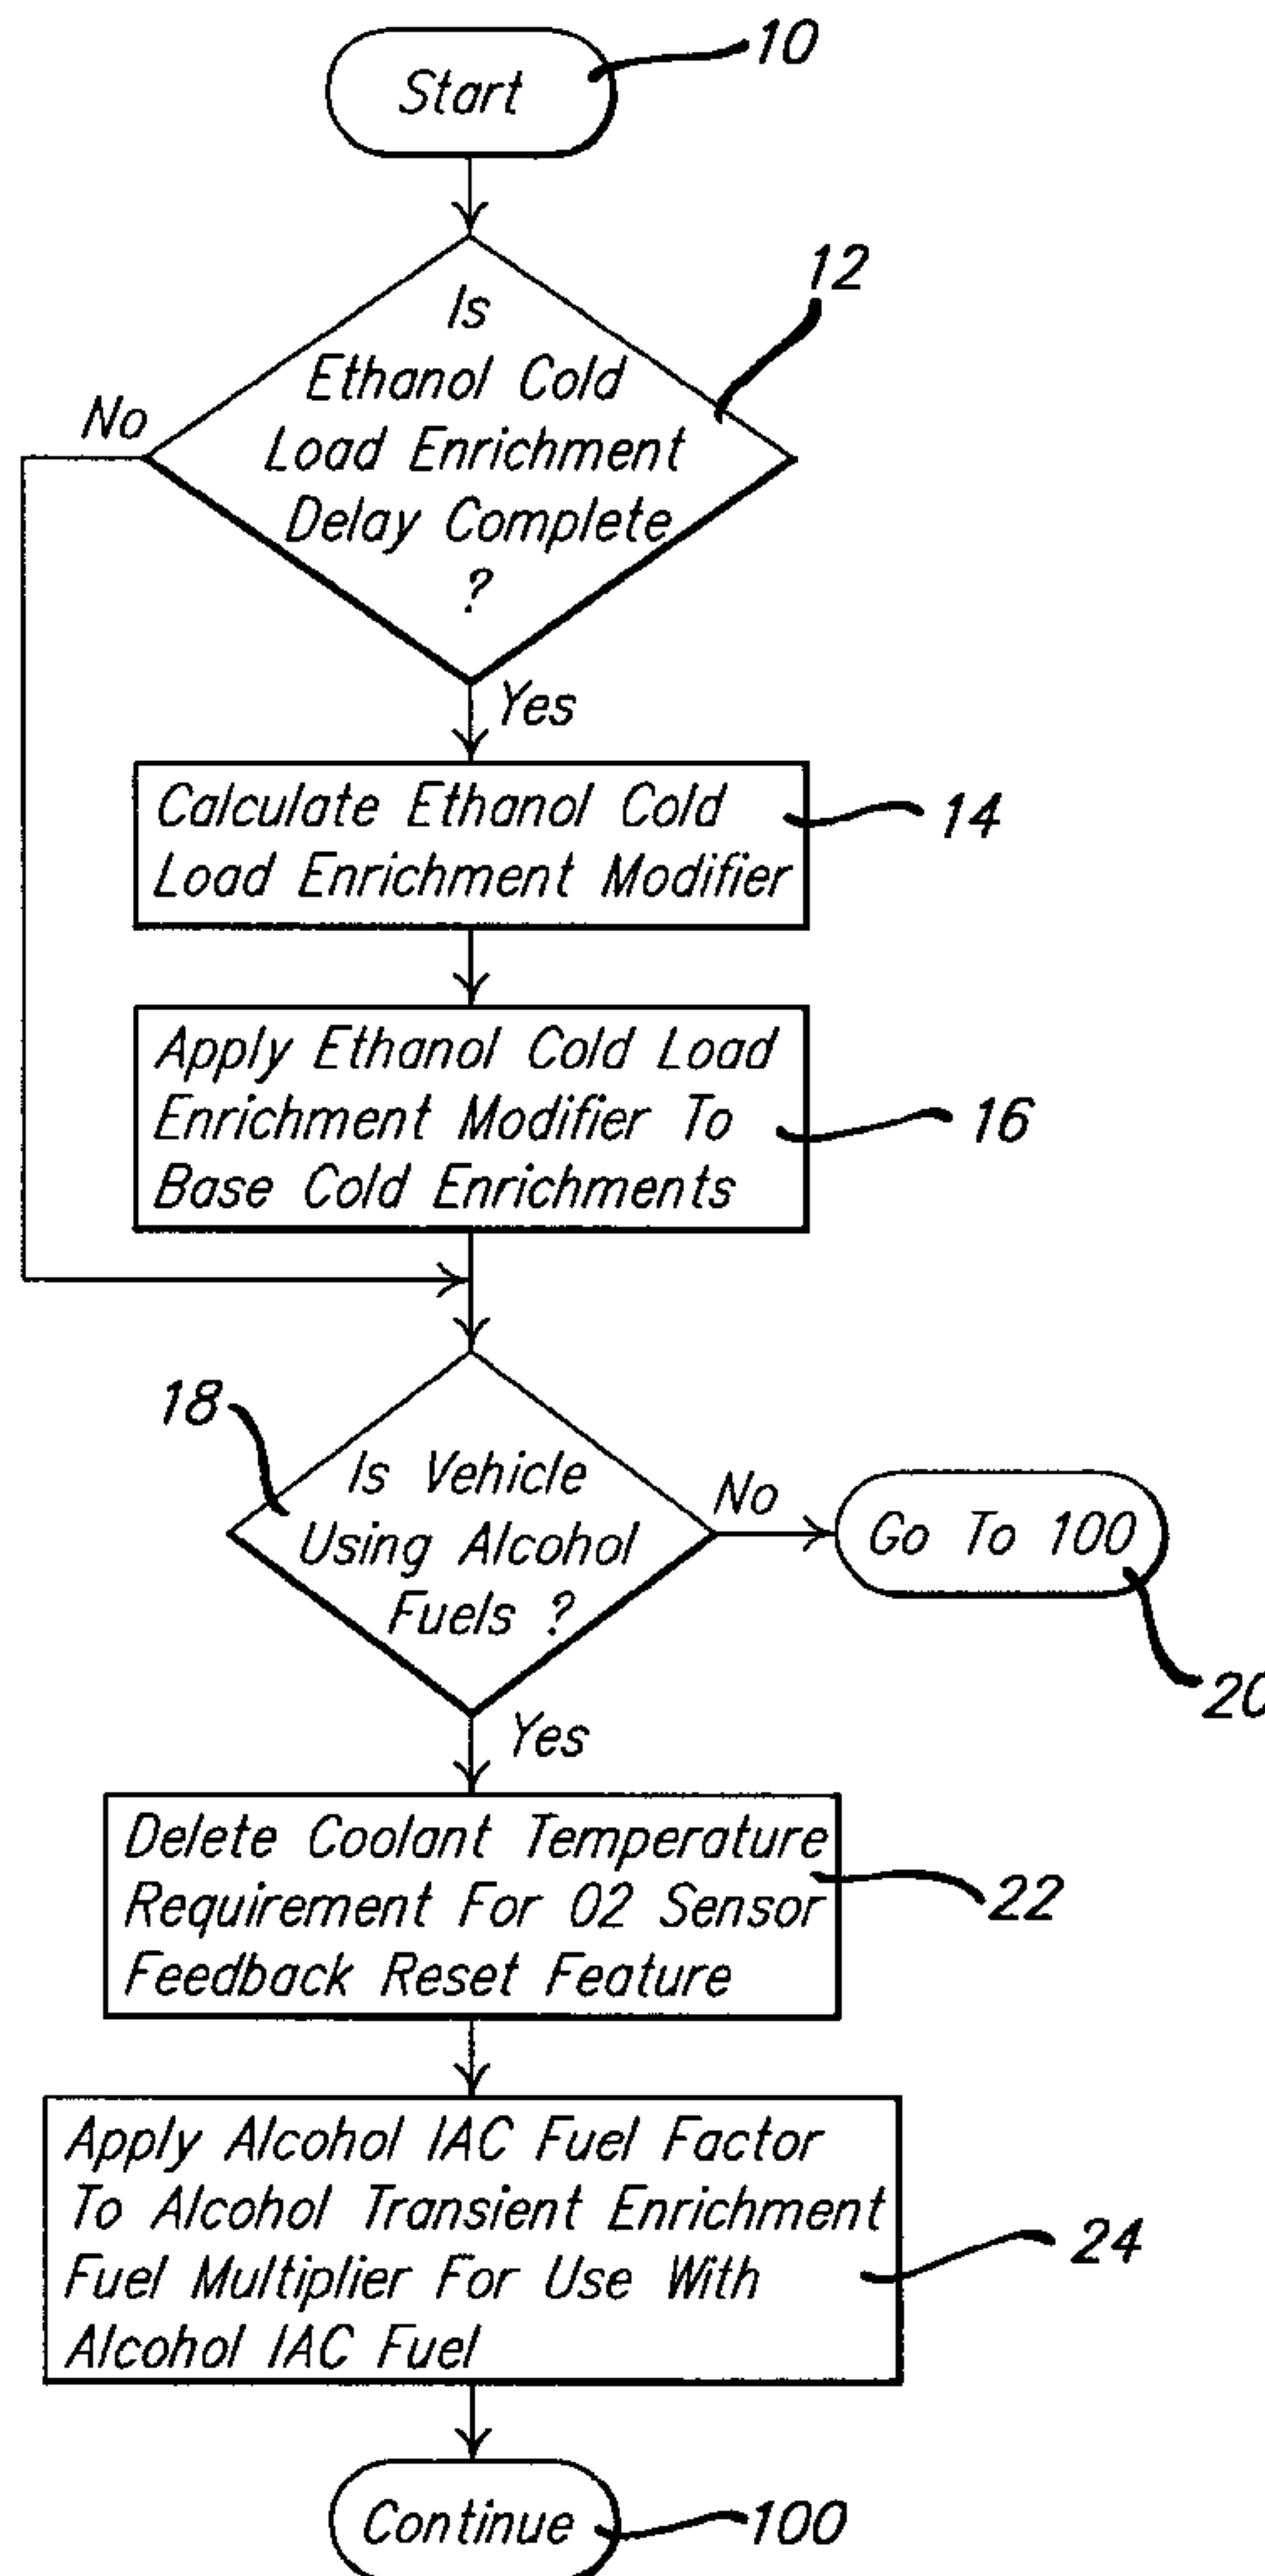 Start
10
12
Is
Ethanol Cold
Load Enrichment
Delay Complete
?
No
Yes
Calculate Ethanol Cold
Load Enrichment Modifier
14
Apply Ethanol Cold Load
Enrichment Modifier To
Base Cold Enrichments
16
18
Is Vehicle
Using Alcohol
Fuels ?
No
Go To 100
20
Yes
Delete Coolant Temperature
Requirement For O2 Sensor
Feedback Reset Feature
22
Apply Alcohol IAC Fuel Factor
To Alcohol Transient Enrichment
Fuel Multiplier For Use With
Alcohol IAC Fuel
24
Continue
100